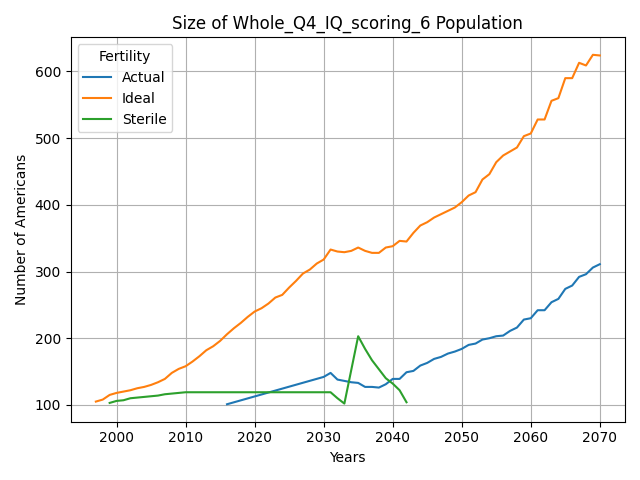 Size of Whole_Q4_IQ_scoring_6 Population
Fertility
Actual
Ideal
Sterile
Number of Americans
600
500
400
300
200
100
2000 2010 2020 2030 2040 2050 2060 2070
Years